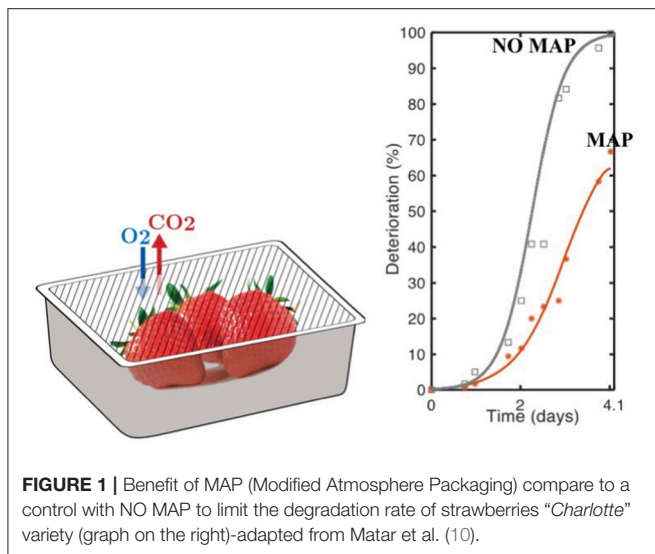 O2
CO2
NO MAP
MAP
Deterioration (%)
100
90
80
70
60
50
40
30
20
10
0
0
2
4.1
Time (days)
FIGURE 1 | Benefit of MAP (Modified Atmosphere Packaging) compare to a
control with NO MAP to limit the degradation rate of strawberries “Charlotte”
variety (graph on the right)-adapted from Matar et al. (10).